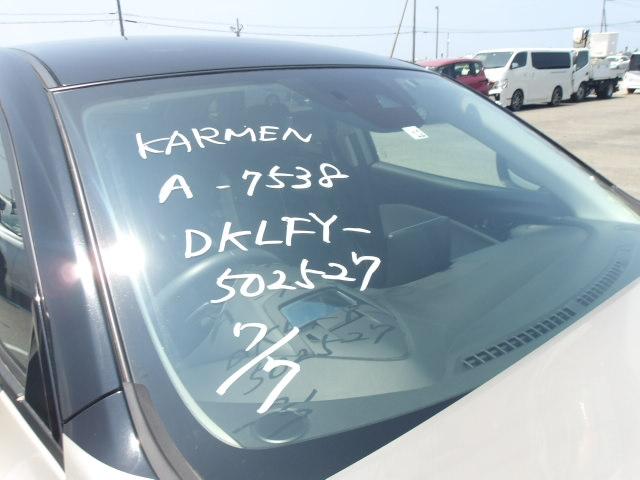 KARMEN
A - 7538
DKLFY-
502527
7/7